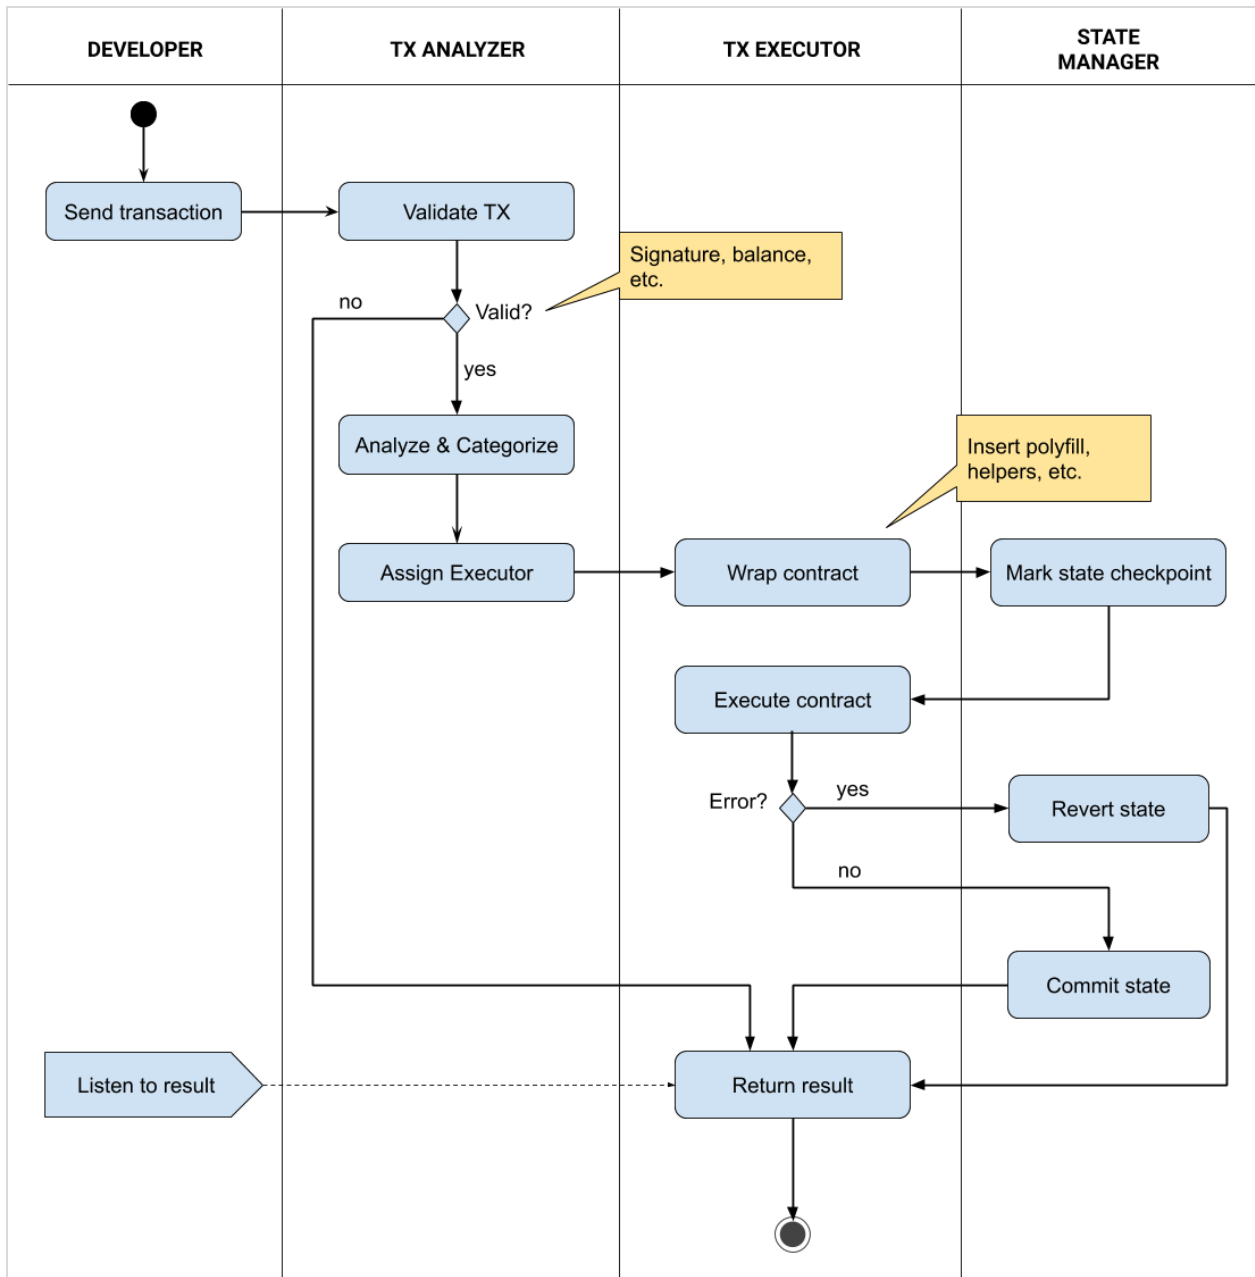 DEVELOPER
TX ANALYZER
TX EXECUTOR
STATE
MANAGER
Send transaction
Validate TX
Signature, balance,
etc.
no
Valid?
yes
Analyze & Categorize
Insert polyfill,
helpers, etc.
Assign Executor
Wrap contract
Mark state checkpoint
Execute contract
Error?
yes
Revert state
no
Commit state
Listen to result
Return result